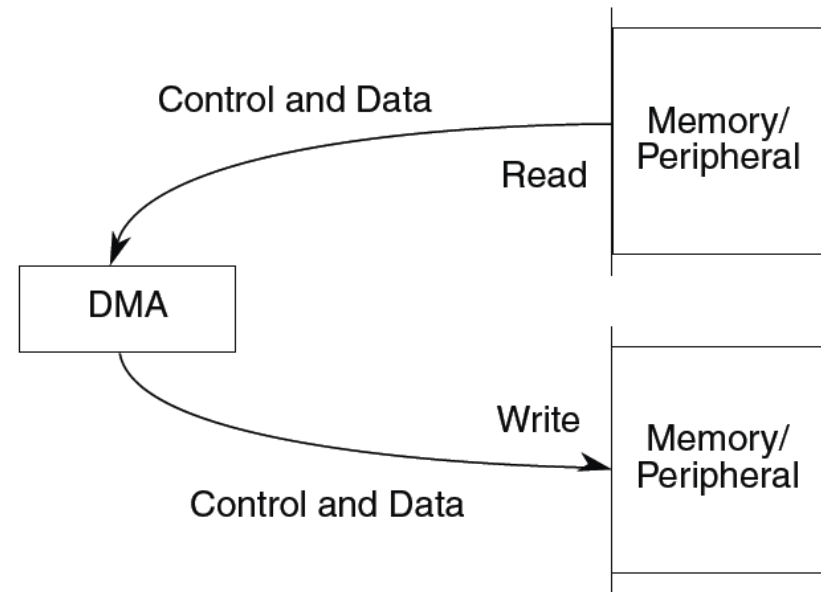 Control and Data
Memory/
Peripheral
Read
DMA
Write
Memory/
Peripheral
Control and Data